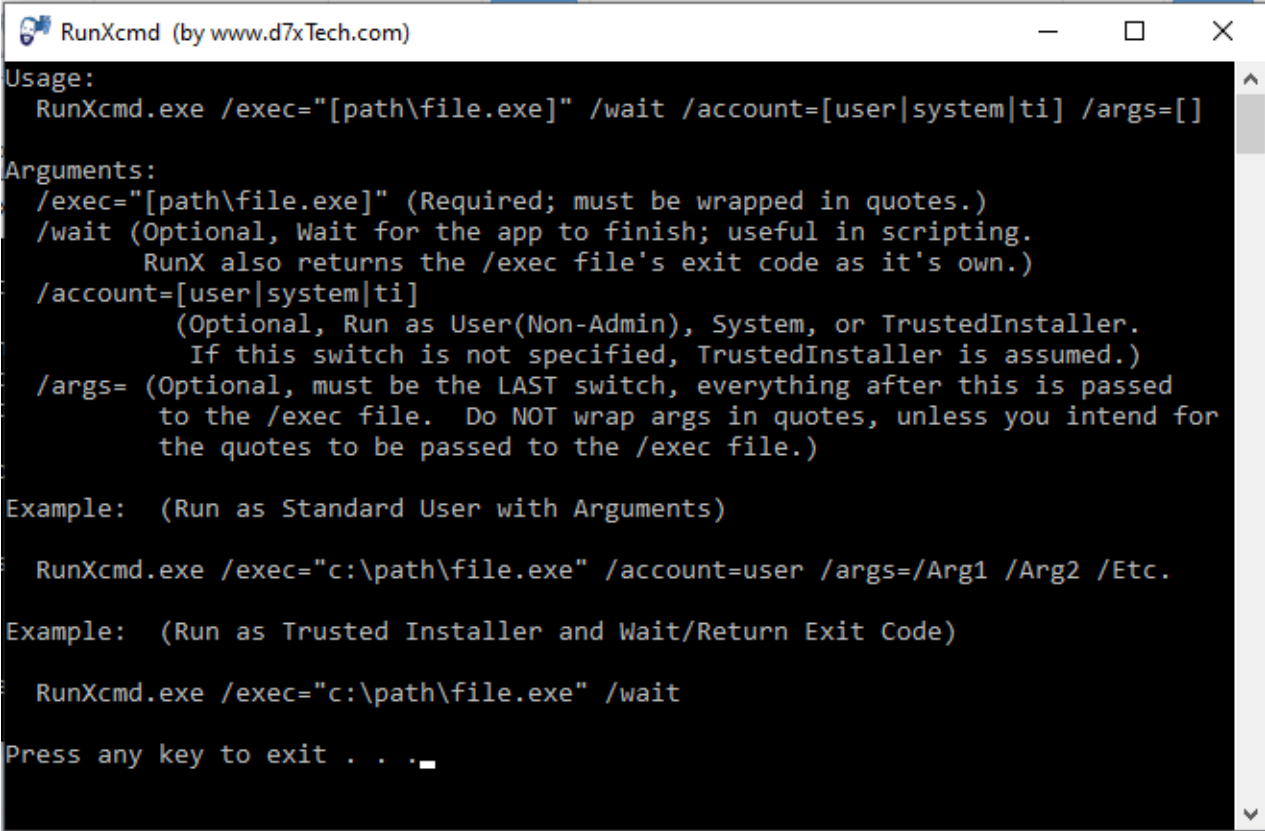 RunXcmd (by www.d7xTech.com)
Usage:
RunXcmd.exe /exec="[path\file.exe]" /wait /account=[user|system|ti] /args=[]
Arguments:
/exec="[path\file.exe]" (Required; must be wrapped in quotes.)
/wait (Optional, Wait for the app to finish; useful in scripting.
RunX also returns the /exec file's exit code as it's own.)
/account=[user|system|ti]
(Optional, Run as User(Non-Admin), System, or TrustedInstaller.
If this switch is not specified, TrustedInstaller is assumed.)
/args= (Optional, must be the LAST switch, everything after this is passed
to the /exec file.  Do NOT wrap args in quotes, unless you intend for
the quotes to be passed to the /exec file.)
Example:  (Run as Standard User with Arguments)
RunXcmd.exe /exec="c:\path\file.exe" /account=user /args=/Arg1 /Arg2 /Etc.
Example:  (Run as Trusted Installer and Wait/Return Exit Code)
RunXcmd.exe /exec="c:\path\file.exe" /wait
Press any key to exit . . .